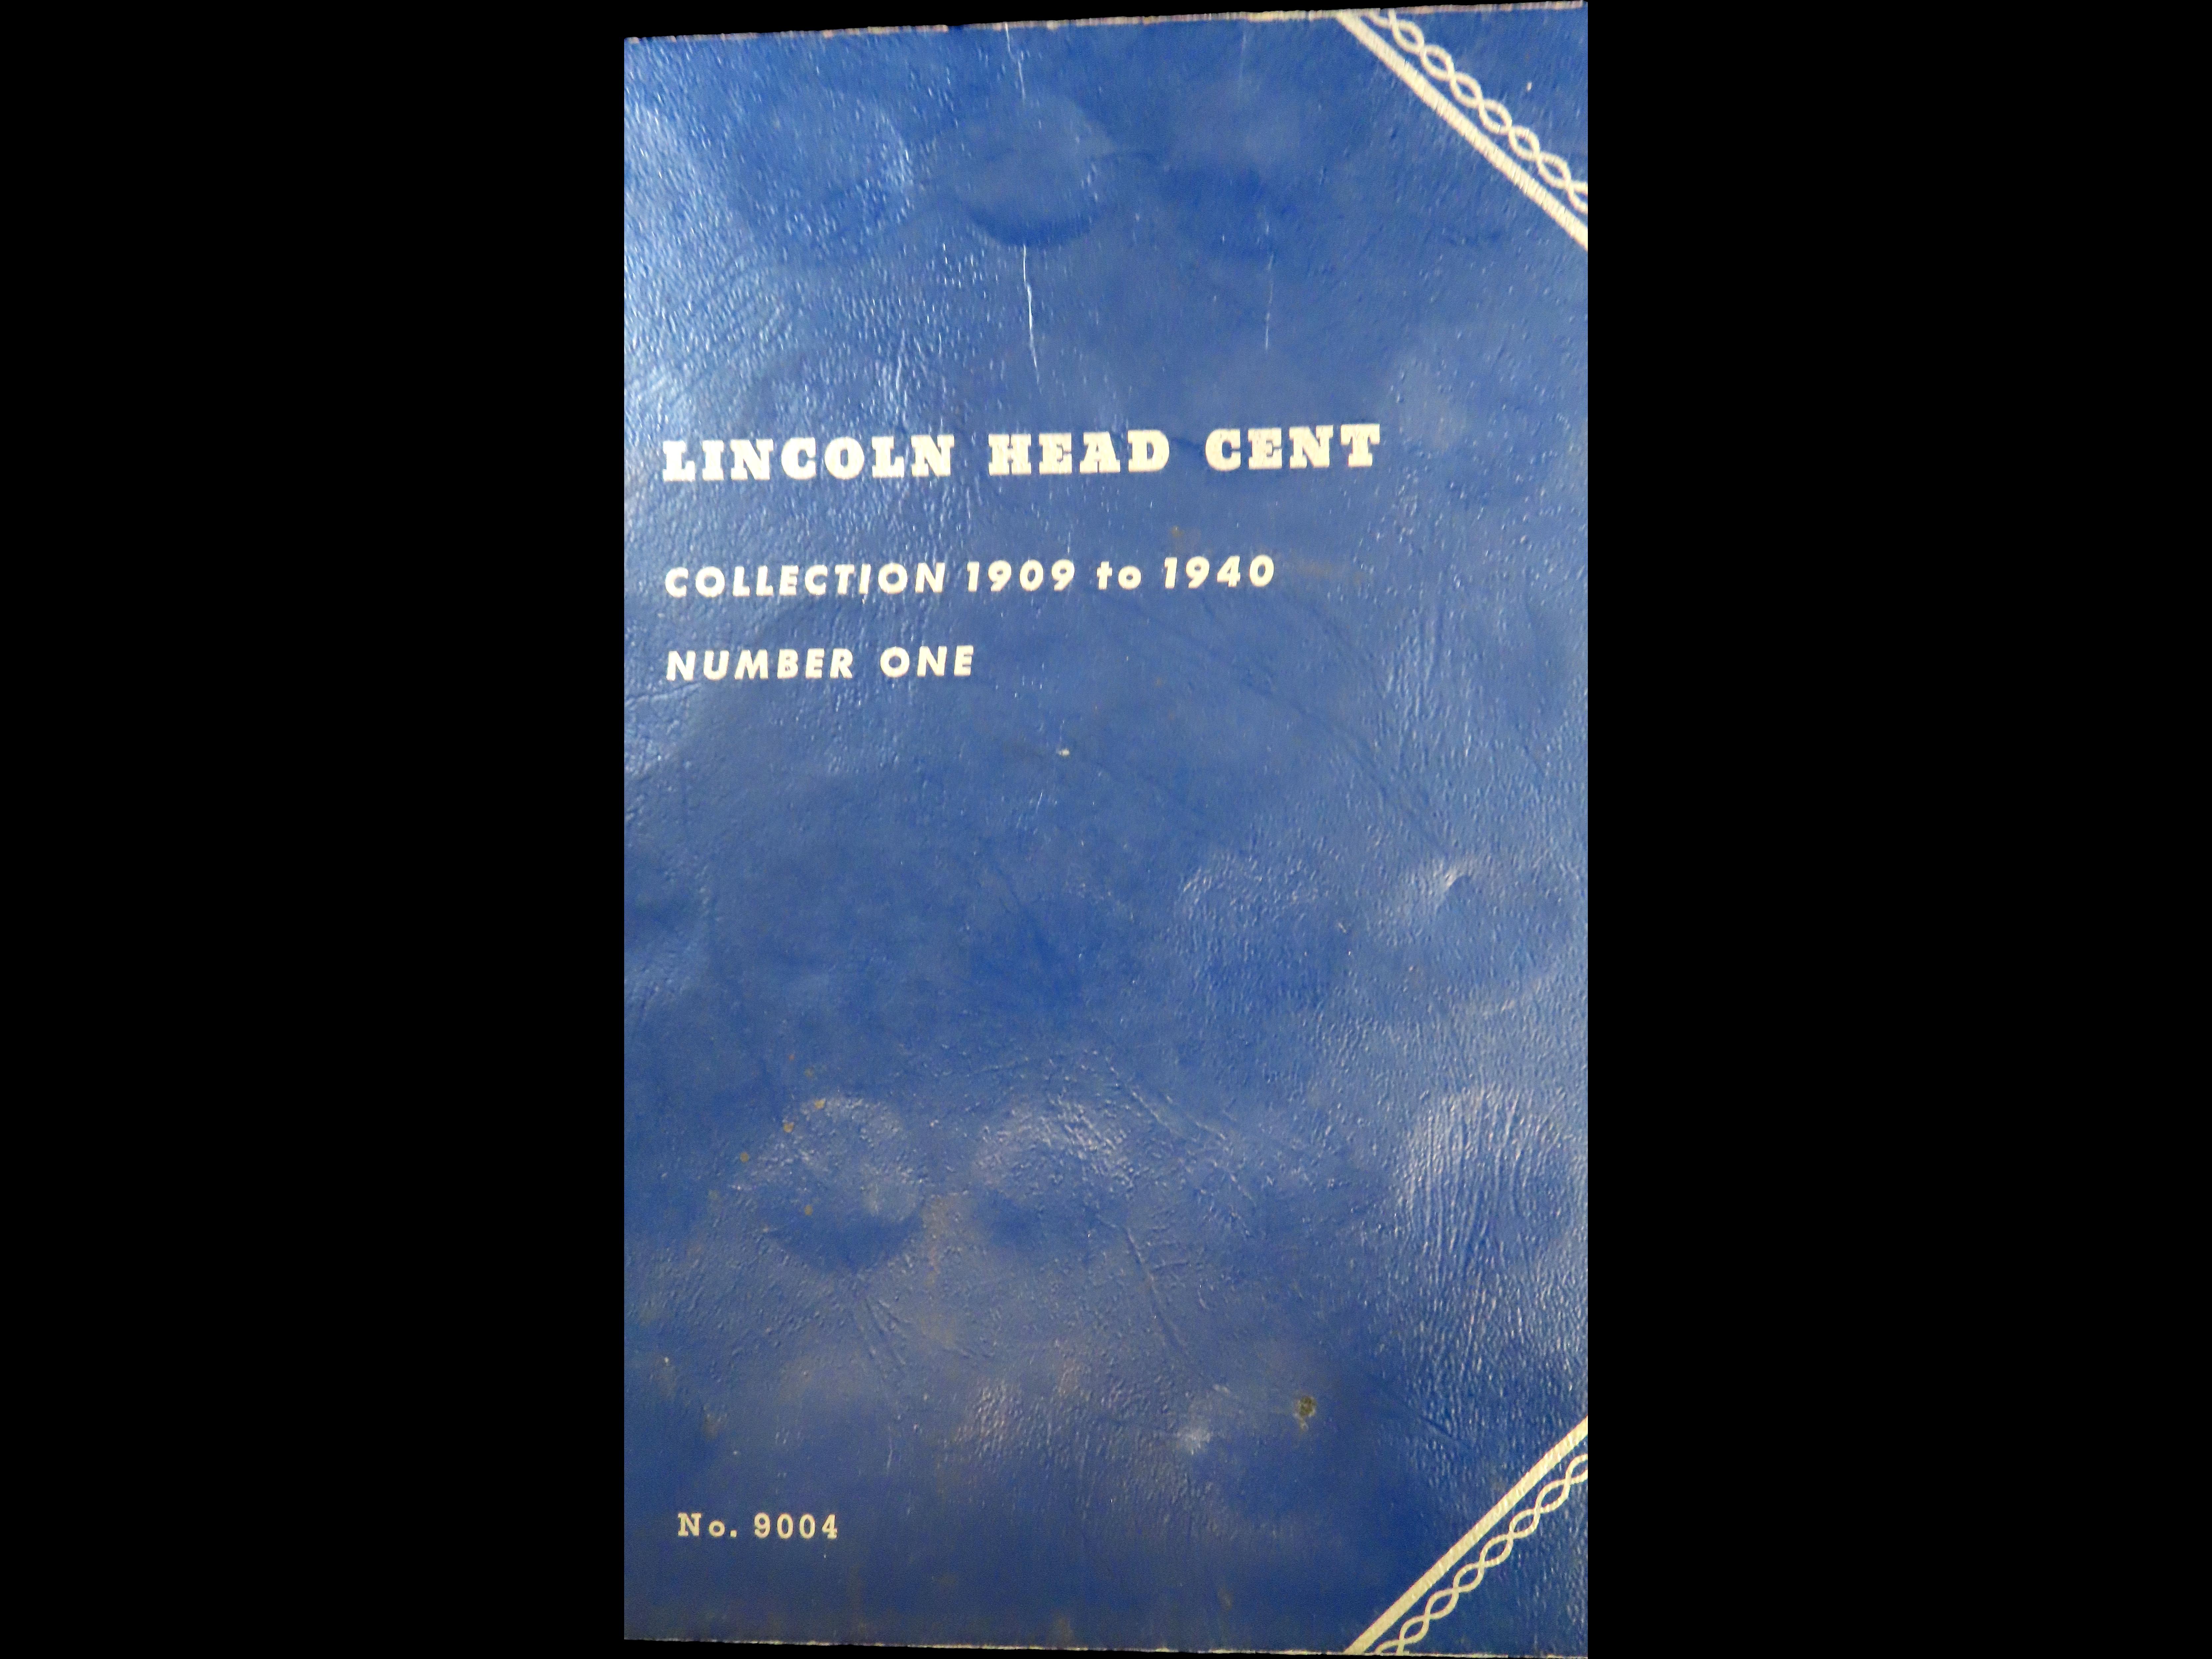 LINCOLN HEAD CENT
COLLECTION 1909 to 1940
NUMBER ONE
No. 9004